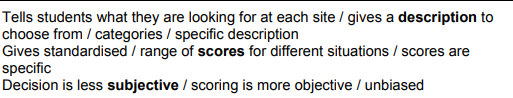 Tells students what they are looking for at each site / gives a description to
choose from / categories / specific description
Gives standardised / range of scores for different situations / scores are
specific
Decision is less subjective / scoring is more objective / unbiased